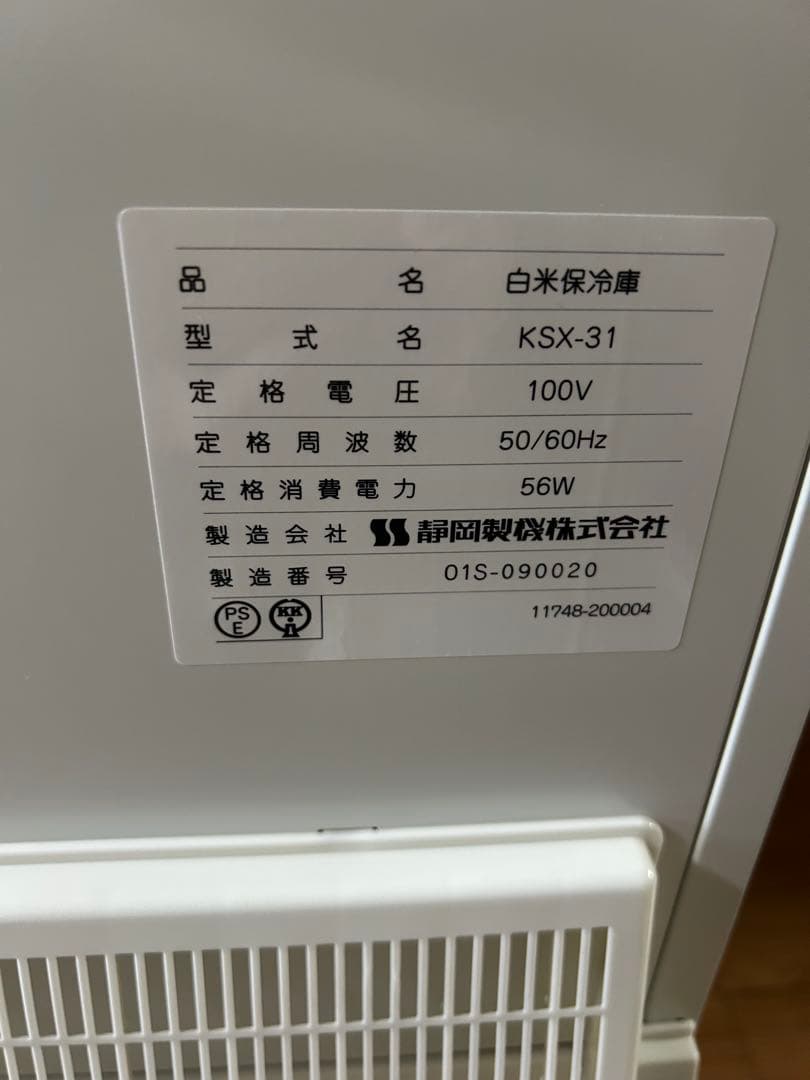 品名 白米保冷庫
型式名 KSX-31
定格電圧 100V
定格周波数 50/60Hz
定格消費電力 56W
製造会社 静岡製機株式会社
製造番号 01S-090020
PS E KK 11748-200004